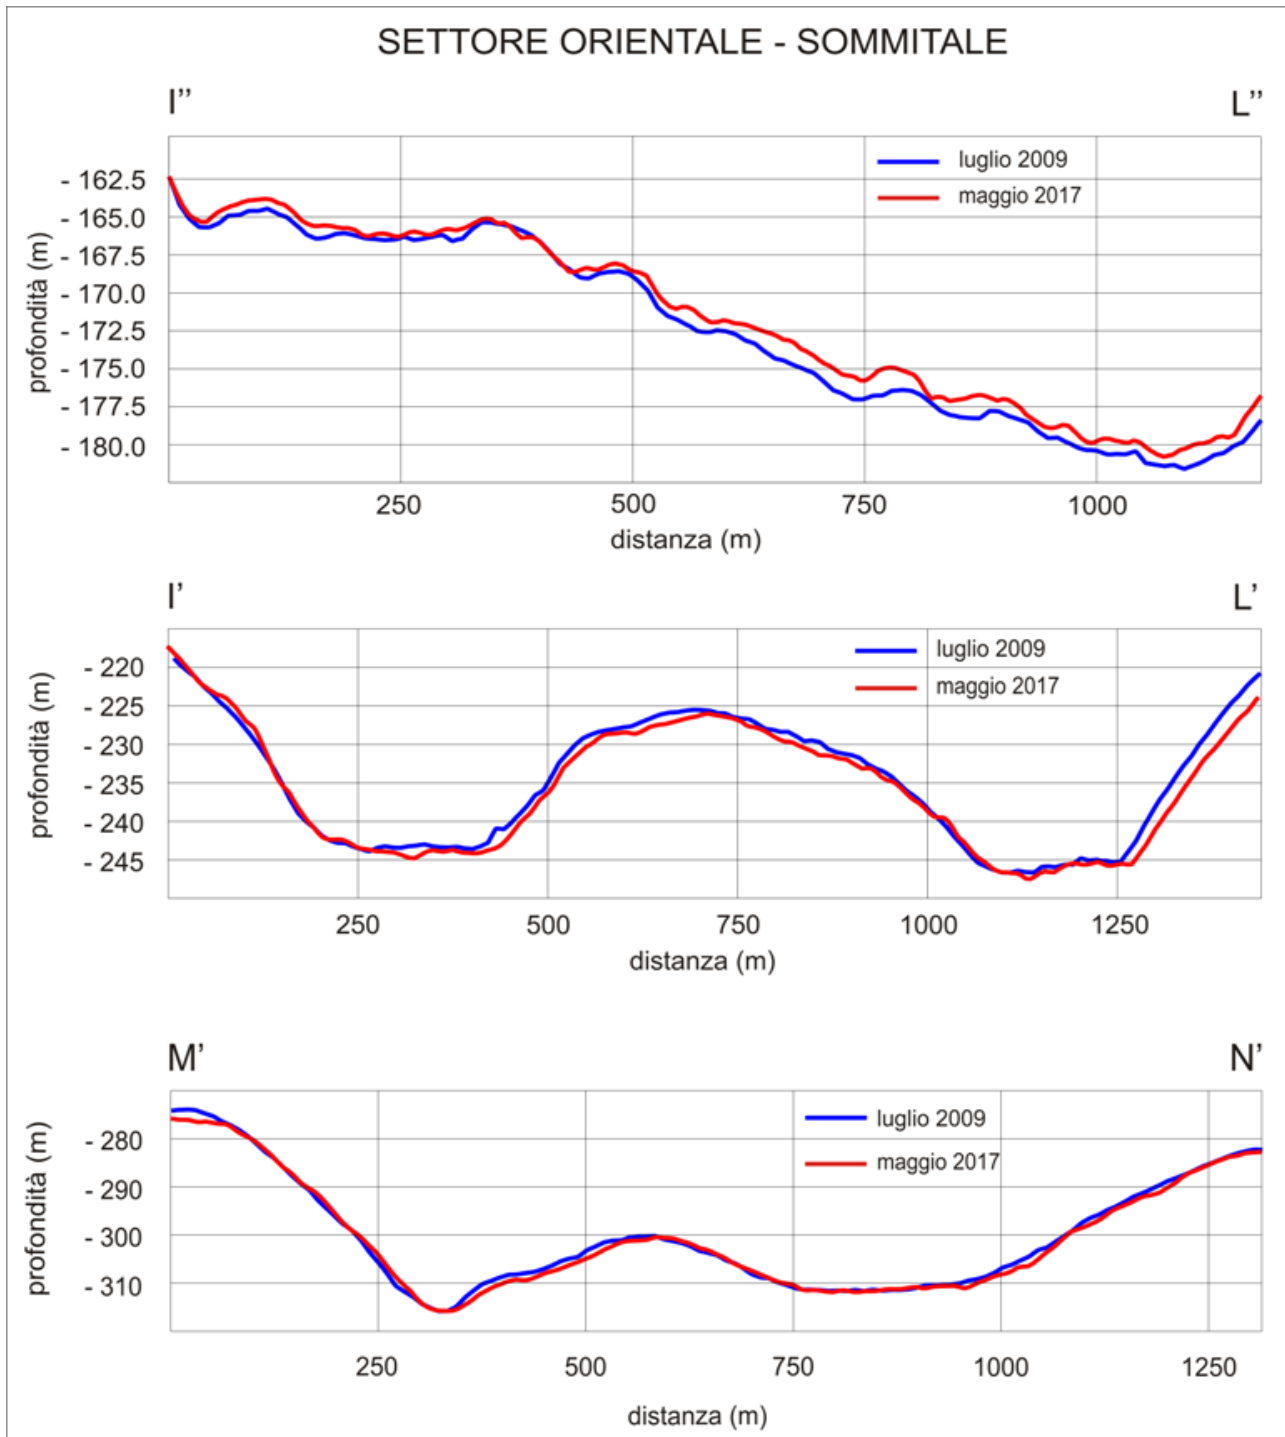 SETTORE ORIENTALE - SOMMITALE
I’’ L’’
luglio 2009
maggio 2017
profondità (m)
- 162.5
- 165.0
- 167.5
- 170.0
- 172.5
- 175.0
- 177.5
- 180.0
250 500 750 1000
distanza (m)
I’ L’
luglio 2009
maggio 2017
profondità (m)
- 220
- 225
- 230
- 235
- 240
- 245
250 500 750 1000 1250
distanza (m)
M’ N’
luglio 2009
maggio 2017
profondità (m)
- 280
- 290
- 300
- 310
250 500 750 1000 1250
distanza (m)